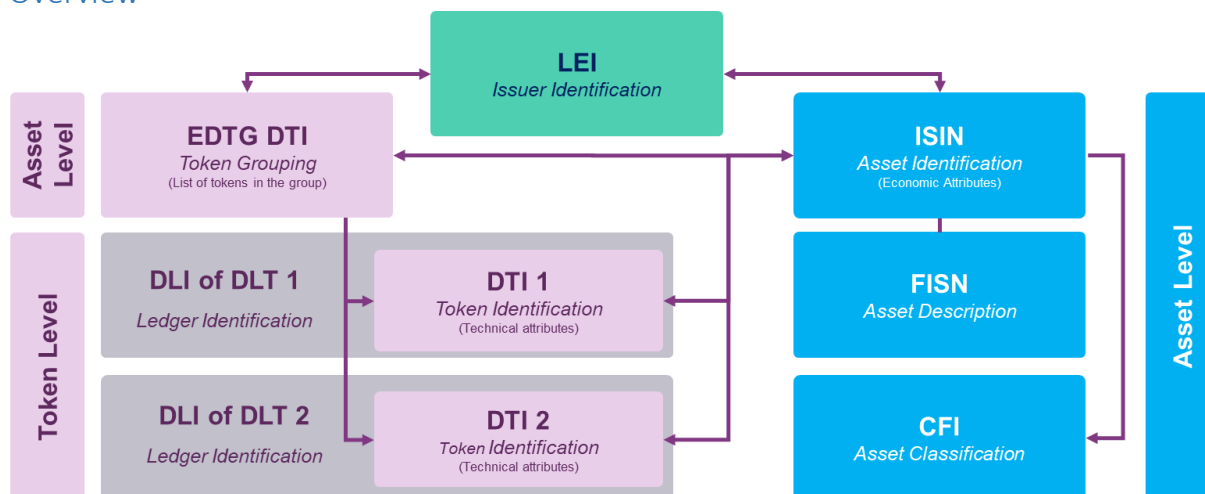 Overview
LEI
Issuer Identification
Asset
Level
EDTG DTI
Token Grouping
(List of tokens in the group)
ISIN
Asset Identification
(Economic Attributes)
Token Level
DLI of DLT 1
Ledger Identification
DTI 1
Token Identification
(Technical attributes)
FISN
Asset Description
DLI of DLT 2
Ledger Identification
DTI 2
Token Identification
(Technical attributes)
CFI
Asset Classification
Asset Level